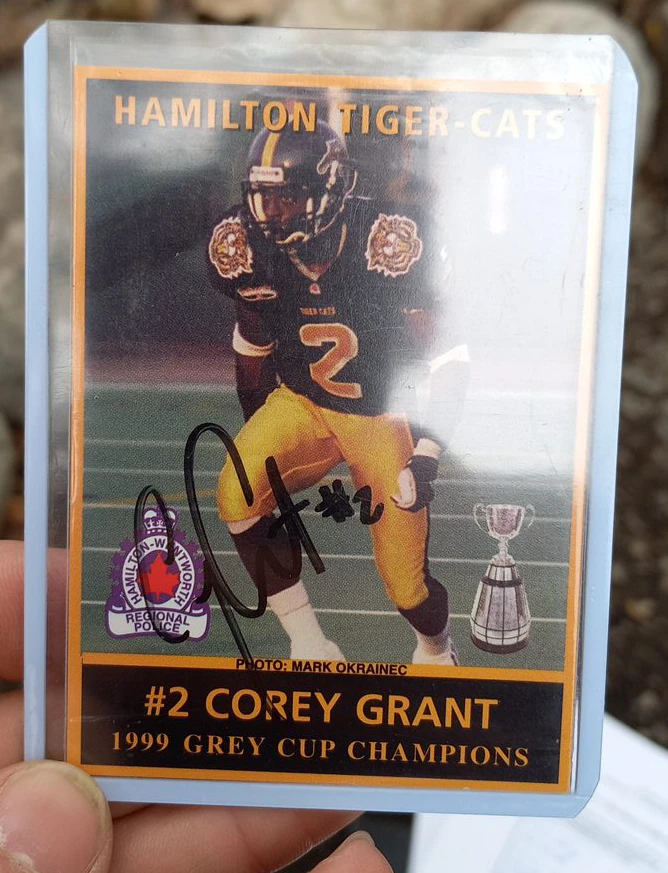 HAMILTON TIGER-CATS
TIGER CATS
2
#2
HAMILTON-WENTWORTH
REGIONAL
POLICE
PHOTO: MARK OKRAINEC
#2 COREY GRANT
1999 GREY CUP CHAMPIONS